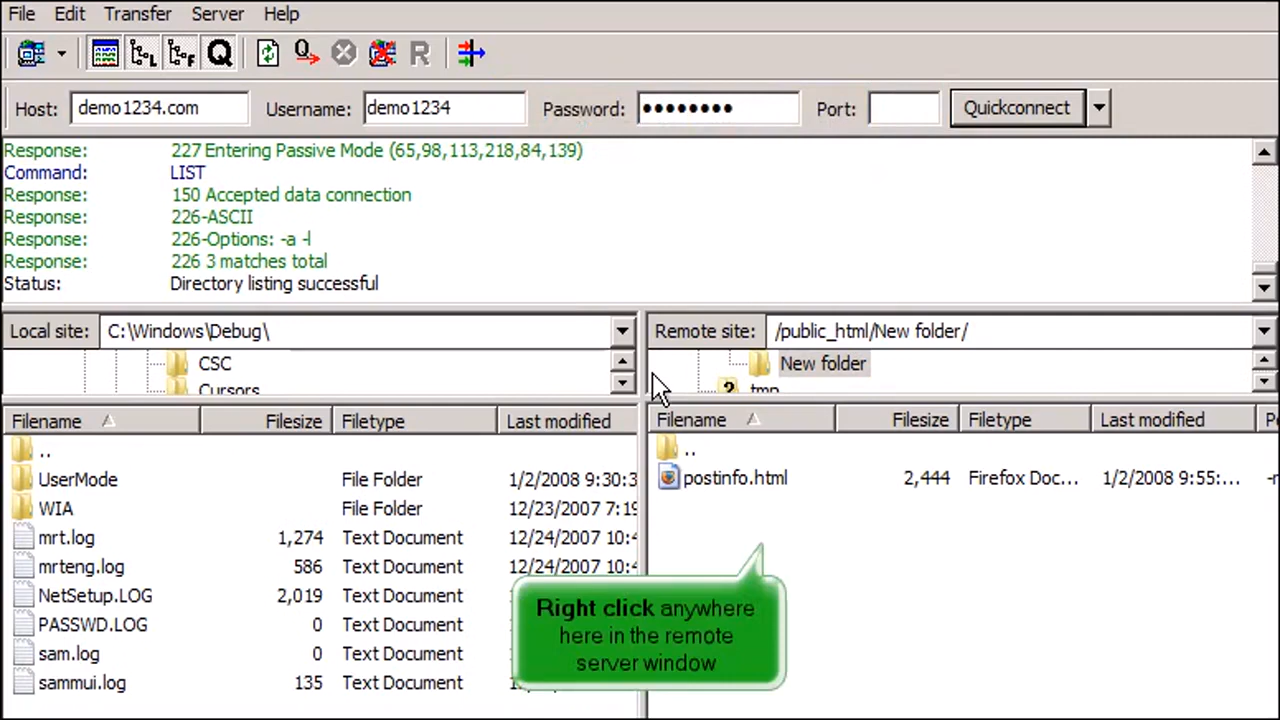 File Edit Transfer Server Help
L F Q Q R
Host: demo1234.com Username: demo1234 Password: •••••••• Port: Quickconnect
Response: 227 Entering Passive Mode (65,98,113,218,84,139)
Command: LIST
Response: 150 Accepted data connection
Response: 226-ASCII
Response: 226-Options: -a -l
Response: 226 3 matches total
Status: Directory listing successful
Local site: C:\Windows\Debug\
CSC
Cursors
Filename Filesize Filetype Last modified
..
UserMode File Folder 1/2/2008 9:30:3
WIA File Folder 12/23/2007 7:19
mrt.log 1,274 Text Document 12/24/2007 10:4
mrteng.log 586 Text Document 12/24/2007 10:4
NetSetup.LOG 2,019 Text Document
PASSWD.LOG 0 Text Document
sam.log 0 Text Document
sammui.log 135 Text Document
Remote site: /public_html/New folder/
New folder
? tmp
Filename Filesize Filetype Last modified
..
postinfo.html 2,444 Firefox Doc... 1/2/2008 9:55:...
Right click anywhere
here in the remote
server window